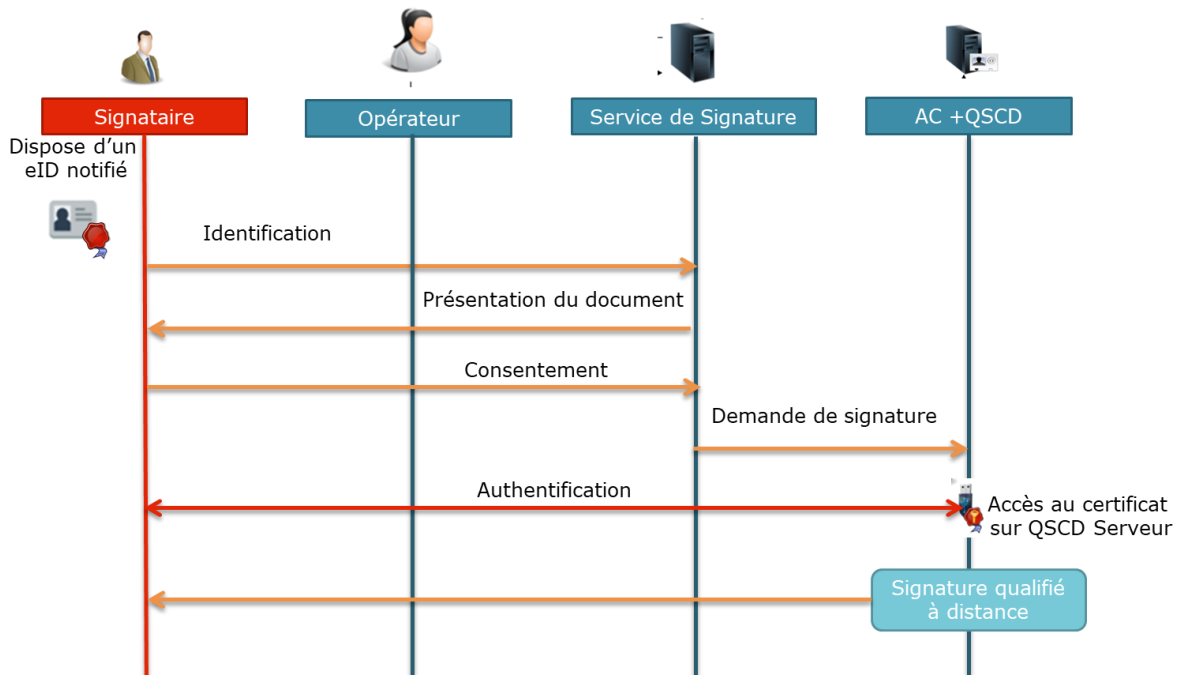 Signataire
Opérateur
Service de Signature
AC +QSCD
Dispose d’un
eID notifié
Identification
Présentation du document
Consentement
Demande de signature
Authentification
Accès au certificat
sur QSCD Serveur
Signature qualifié
à distance